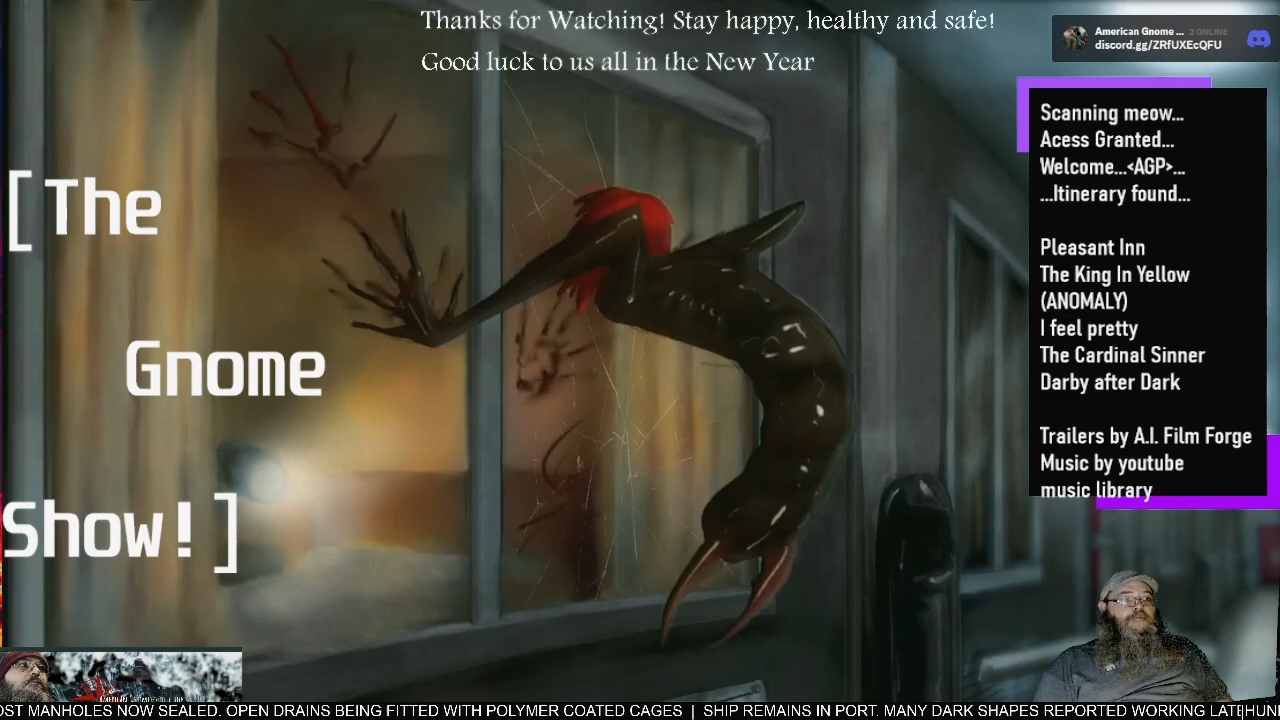 Thanks for Watching! Stay happy, healthy and safe!
Good luck to us all in the New Year
American Gnome ... 2 ONLINE
discord.gg/ZRfUXEcQFU
[The
Gnome
Show!]
Scanning meow...
Acess Granted...
Welcome...<AGP>...
...Itinerary found...
Pleasant Inn
The King In Yellow
(ANOMALY)
I feel pretty
The Cardinal Sinner
Darby after Dark
Trailers by A.I. Film Forge
Music by youtube
music library
OST MANHOLES NOW SEALED. OPEN DRAINS BEING FITTED WITH POLYMER COATED CAGES | SHIP REMAINS IN PORT. MANY DARK SHAPES REPORTED WORKING LATE